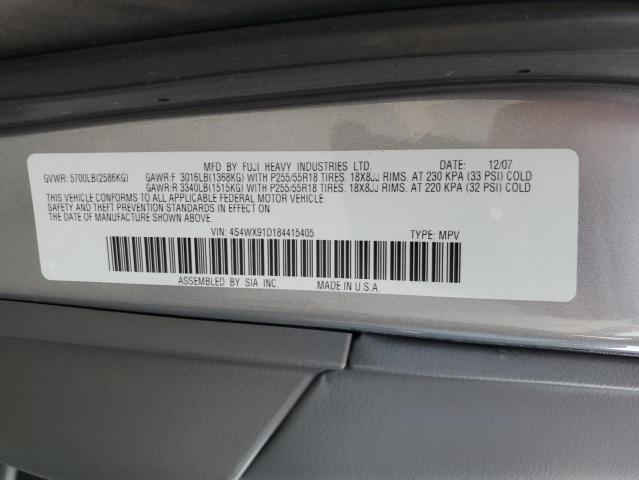 MFD BY FUJI HEAVY INDUSTRIES LTD. DATE: 12/07
GVWR: 5700LB(2586KG) GAWR:F 3016LB(1368KG) WITH P255/55R18 TIRES. 18X8JJ RIMS. AT 230 KPA (33 PSI) COLD
GAWR:R 3340LB(1515KG) WITH P255/55R18 TIRES. 18X8JJ RIMS. AT 220 KPA (32 PSI) COLD
THIS VEHICLE CONFORMS TO ALL APPLICABLE FEDERAL MOTOR VEHICLE
SAFETY AND THEFT PREVENTION STANDARDS IN EFFECT ON
THE DATE OF MANUFACTURE SHOWN ABOVE.
VIN: 4S4WX91D184415405 TYPE: MPV
ASSEMBLED BY SIA INC. MADE IN U.S.A.